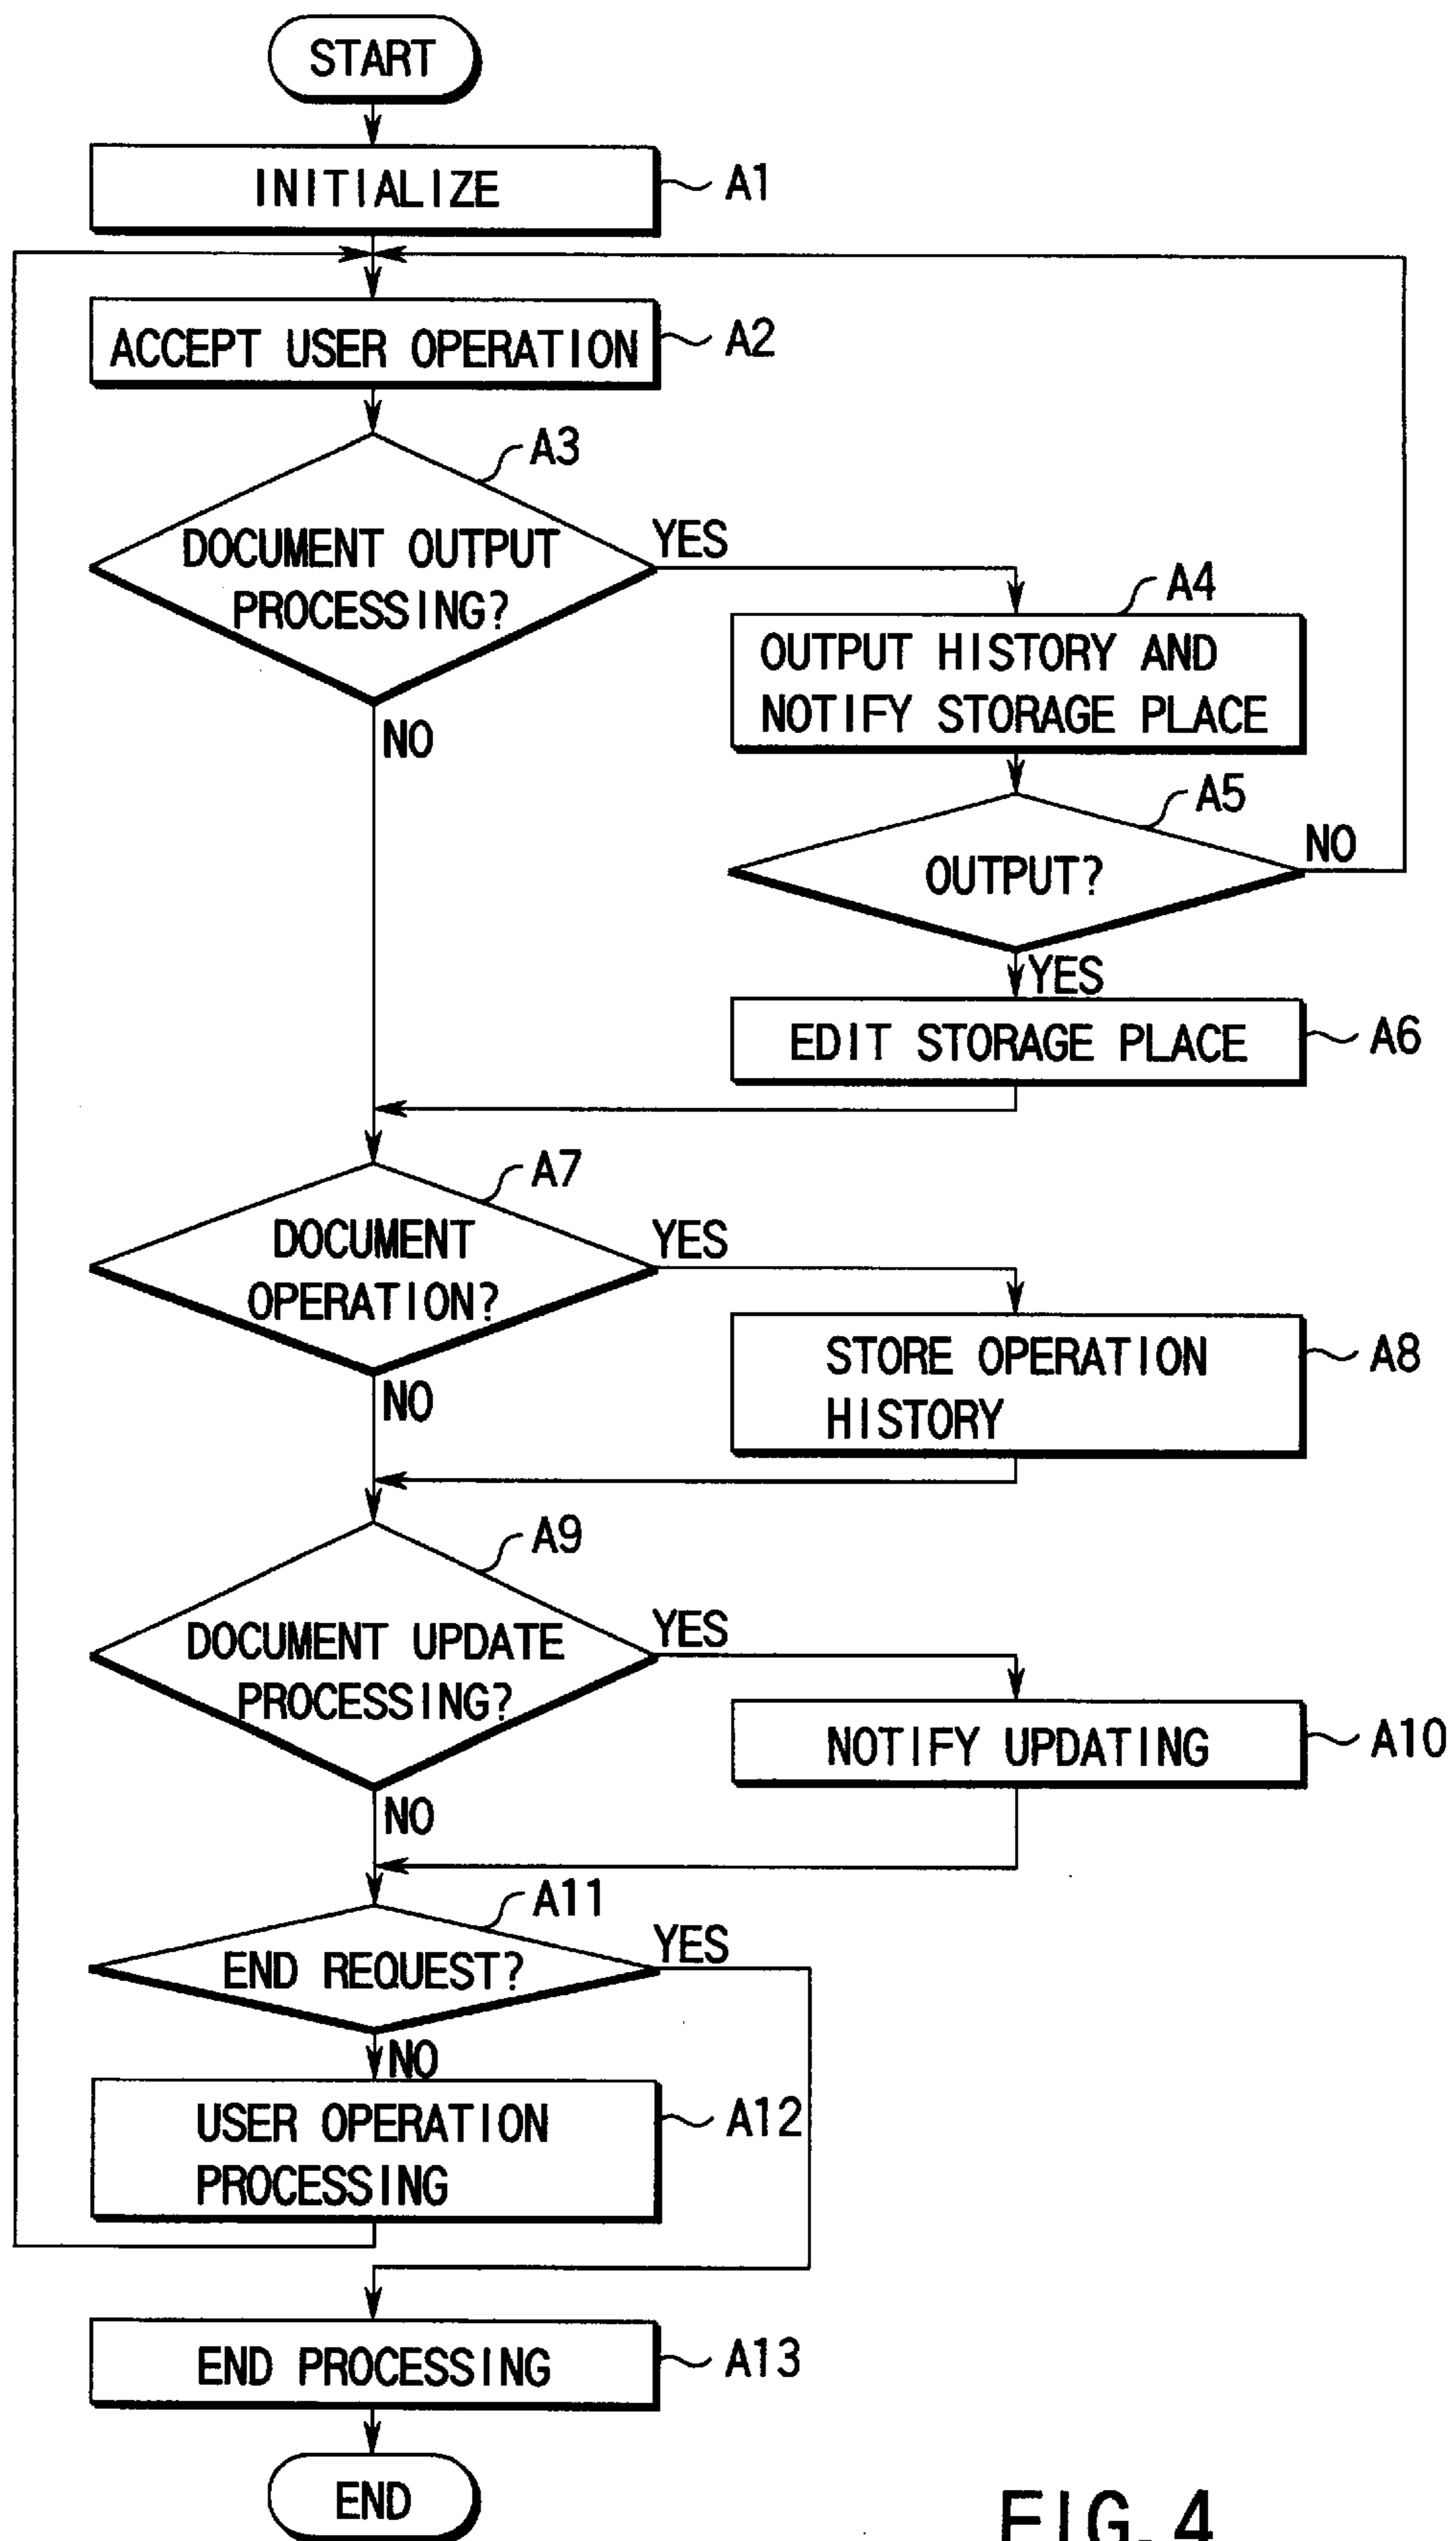 START
INITIALIZE
A1
ACCEPT USER OPERATION
A2
A3
DOCUMENT OUTPUT
PROCESSING?
YES
NO
A4
OUTPUT HISTORY AND
NOTIFY STORAGE PLACE
A5
OUTPUT?
NO
YES
EDIT STORAGE PLACE
A6
A7
DOCUMENT
OPERATION?
YES
NO
STORE OPERATION
HISTORY
A8
A9
DOCUMENT UPDATE
PROCESSING?
YES
NO
NOTIFY UPDATING
A10
A11
END REQUEST?
YES
NO
USER OPERATION
PROCESSING
A12
END PROCESSING
A13
END
FIG. 4